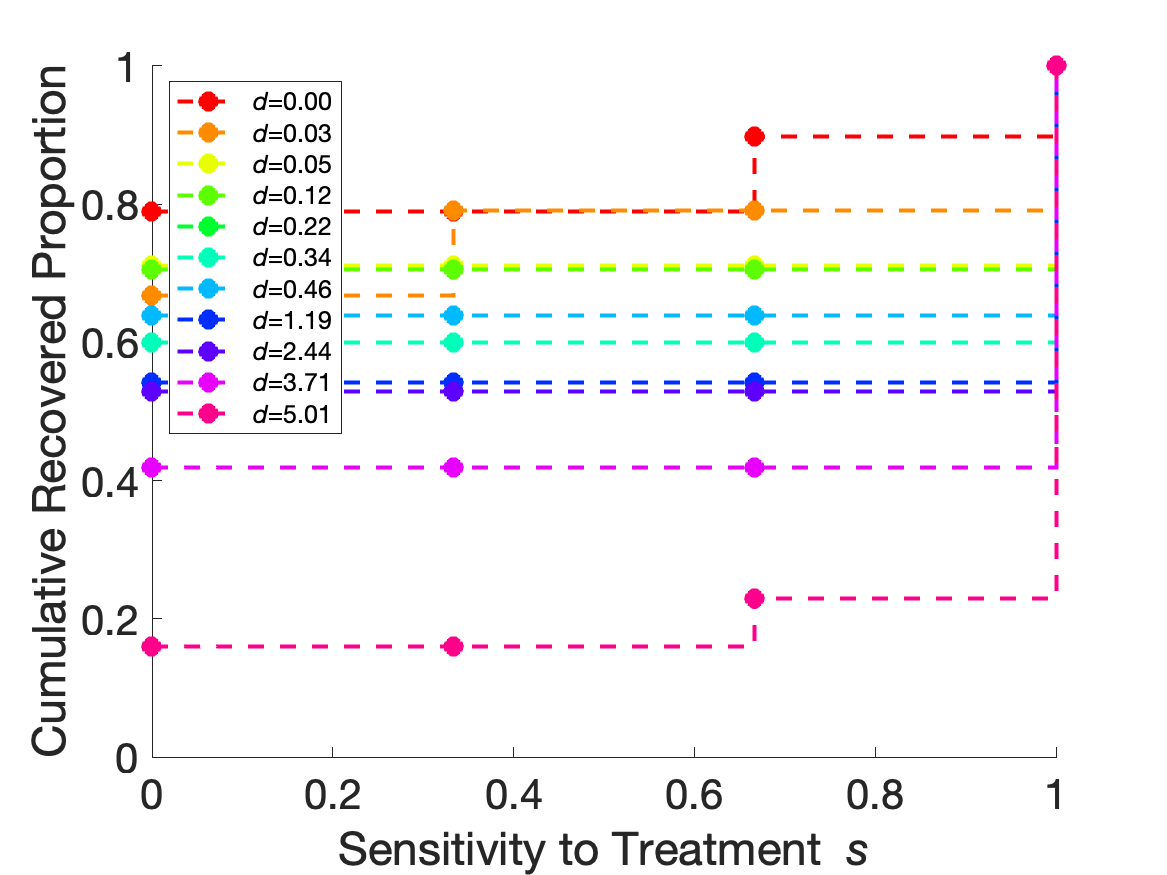 Cumulative Recovered Proportion
1
0.8
0.6
0.4
0.2
0
d=0.00
d=0.03
d=0.05
d=0.12
d=0.22
d=0.34
d=0.46
d=1.19
d=2.44
d=3.71
d=5.01
0 0.2 0.4 0.6 0.8 1
Sensitivity to Treatment s